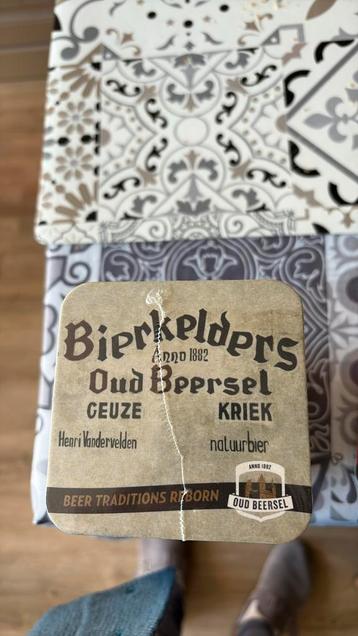 Bierkelders
Anno 1882
Oud Beersel
GEUZE KRIEK
Henri Vandervelden natuurbier
BEER TRADITIONS REBORN
ANNO 1882
OUD BEERSEL